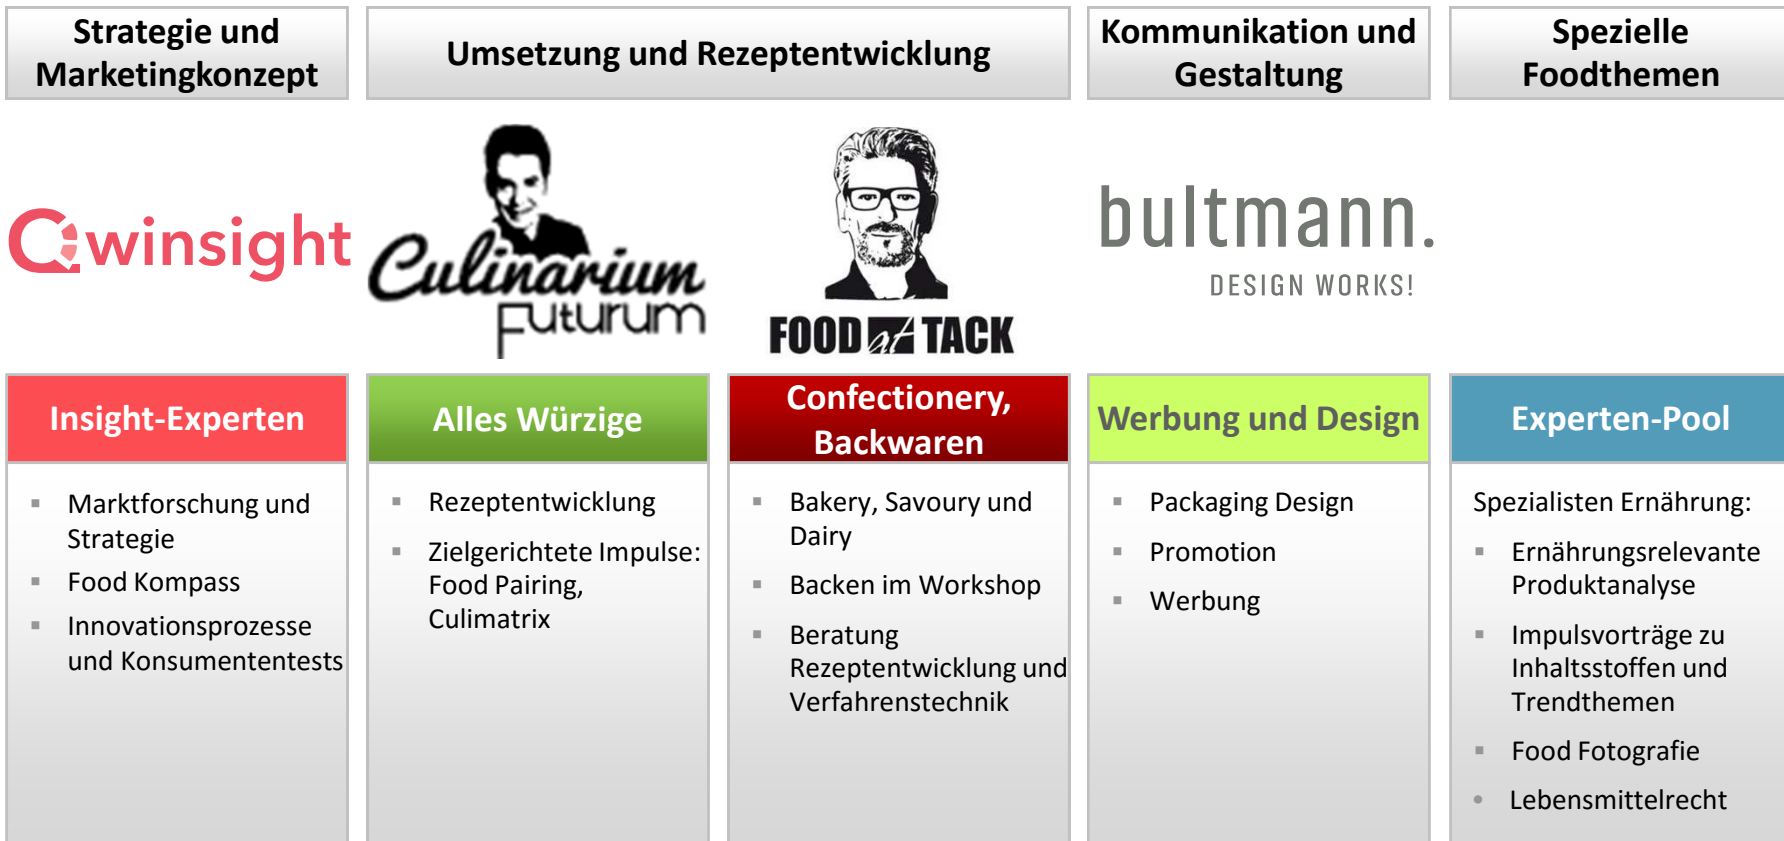 Strategie und
Marketingkonzept
Umsetzung und Rezeptentwicklung
Kommunikation und
Gestaltung
Spezielle
Foodthemen
winsight
Culinarium
Futurum
FOOD at TACK
bultmann.
DESIGN WORKS!
Insight-Experten
▪ Marktforschung und
Strategie
▪ Food Kompass
▪ Innovationsprozesse
und Konsumententests
Alles Würzige
▪ Rezeptentwicklung
▪ Zielgerichtete Impulse:
Food Pairing,
Culimatrix
Confectionery,
Backwaren
▪ Bakery, Savoury und
Dairy
▪ Backen im Workshop
▪ Beratung
Rezeptentwicklung und
Verfahrenstechnik
Werbung und Design
▪ Packaging Design
▪ Promotion
▪ Werbung
Experten-Pool
Spezialisten Ernährung:
▪ Ernährungsrelevante
Produktanalyse
▪ Impulsvorträge zu
Inhaltsstoffen und
Trendthemen
▪ Food Fotografie
• Lebensmittelrecht